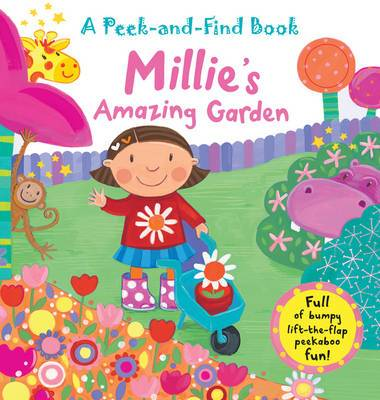 A Peek-and-Find Book
Millie's
Amazing Garden
Full
of bumpy
lift-the-flap
peekaboo
fun!